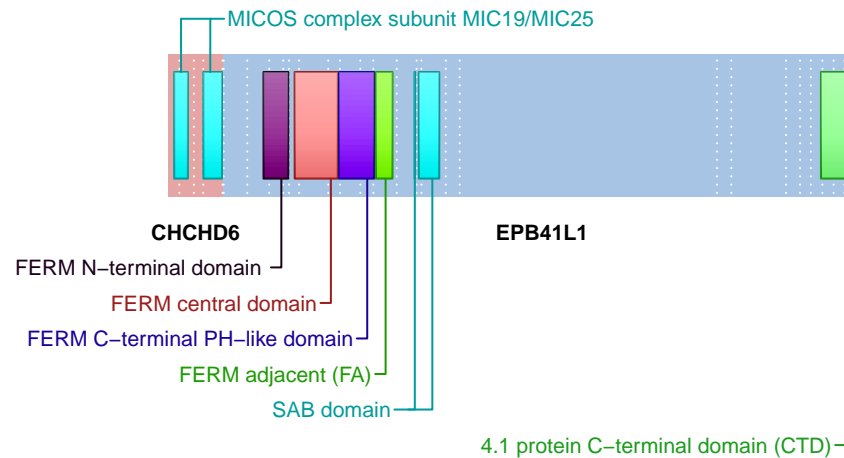 MICOS complex subunit MIC19/MIC25
CHCHD6 EPB41L1
FERM N−terminal domain
FERM central domain
FERM C−terminal PH−like domain
FERM adjacent (FA)
SAB domain
4.1 protein C−terminal domain (CTD)